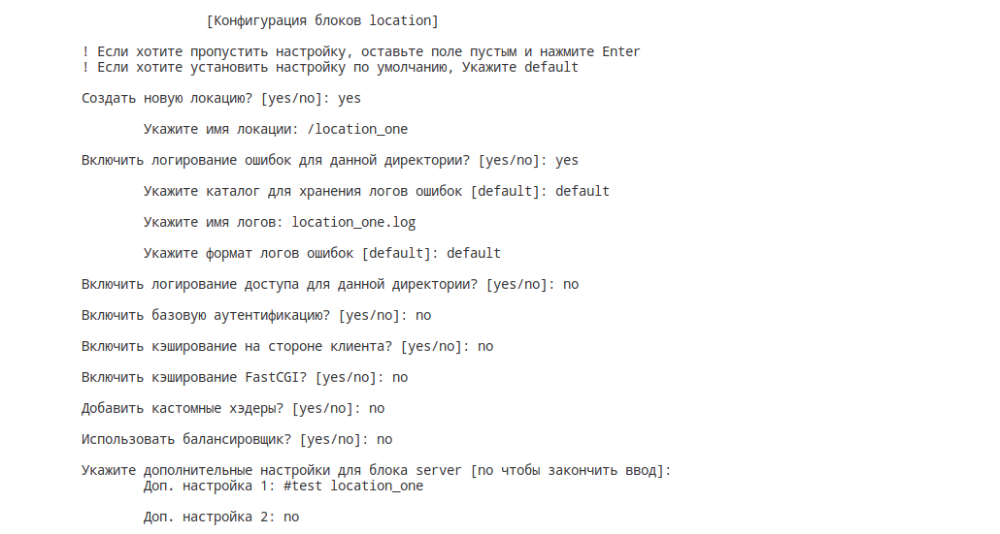 [Конфигурация блоков location]
! Если хотите пропустить настройку, оставьте поле пустым и нажмите Enter
! Если хотите установить настройку по умолчанию, Укажите default
Создать новую локацию? [yes/no]: yes
Укажите имя локации: /location_one
Включить логирование ошибок для данной директории? [yes/no]: yes
Укажите каталог для хранения логов ошибок [default]: default
Укажите имя логов: location_one.log
Укажите формат логов ошибок [default]: default
Включить логирование доступа для данной директории? [yes/no]: no
Включить базовую аутентификацию? [yes/no]: no
Включить кэширование на стороне клиента? [yes/no]: no
Включить кэширование FastCGI? [yes/no]: no
Добавить кастомные хэдеры? [yes/no]: no
Использовать балансировщик? [yes/no]: no
Укажите дополнительные настройки для блока server [no чтобы закончить ввод]:
Доп. настройка 1: #test location_one
Доп. настройка 2: no